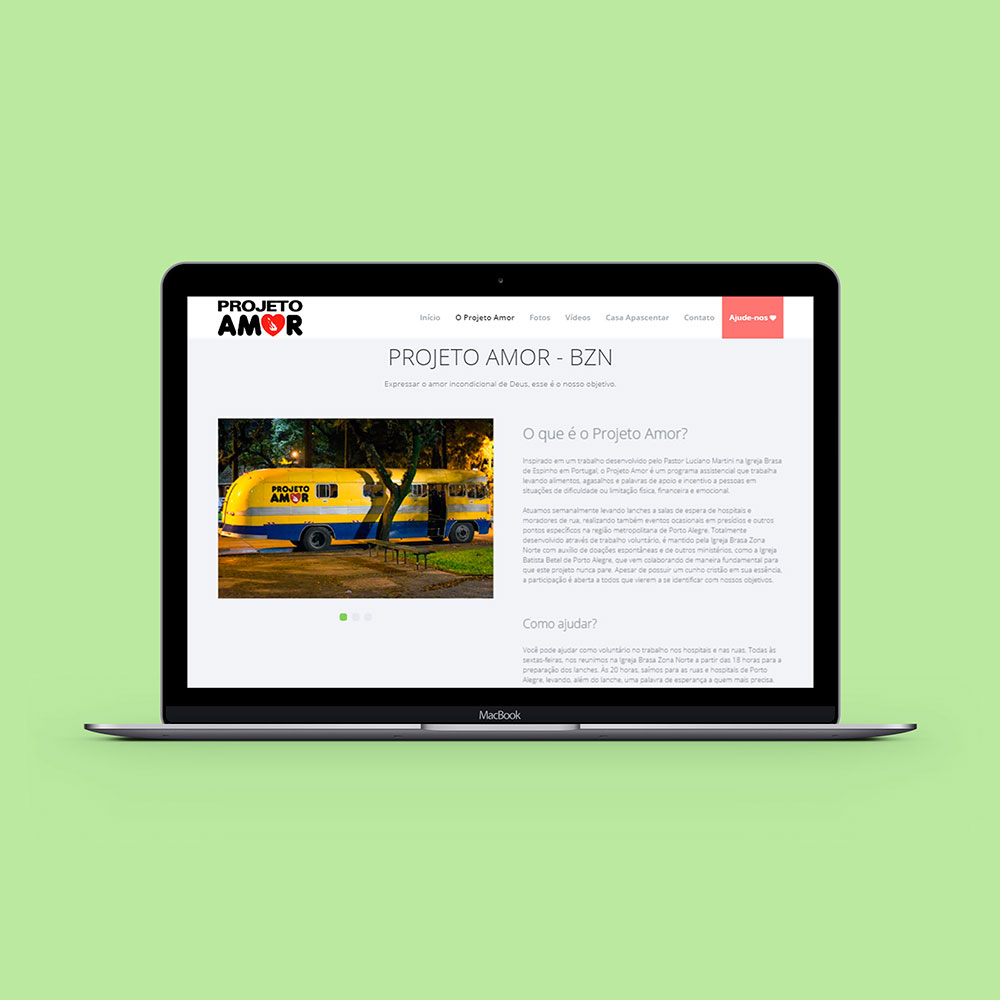 PROJETO
AMOR
Início
O Projeto Amor
Fotos
Vídeos
Casa Apascentar
Contato
Ajude-nos
PROJETO AMOR - BZN
Expressar o amor incondicional de Deus, esse é o nosso objetivo.
PROJETO
AMOR
O que é o Projeto Amor?
Inspirado em um trabalho desenvolvido pelo Pastor Luciano Martini na Igreja Brasa
de Espinho em Portugal, o Projeto Amor é um programa assistencial que trabalha
levando alimentos, agasalhos e palavras de apoio e incentivo a pessoas em
situações de dificuldade ou limitação física, financeira e emocional.
Atuamos semanalmente levando lanches a salas de espera de hospitais e
moradores de rua, realizando também eventos ocasionais em presídios e outros
pontos específicos na região metropolitana de Porto Alegre. Totalmente
desenvolvido através de trabalho voluntário, é mantido pela Igreja Brasa Zona
Norte com auxílio de doações espontâneas e de outros ministérios, como a Igreja
Batista Betel de Porto Alegre, que vem colaborando de maneira fundamental para
que este projeto nunca pare. Apesar de possuir um cunho cristão em sua essência,
a participação é aberta a todos que vierem a se identificar com nossos objetivos.
Como ajudar?
Você pode ajudar como voluntário no trabalho nos hospitais e nas ruas. Todas às
sextas-feiras, nos reunimos na Igreja Brasa Zona Norte a partir das 18 horas para a
preparação dos lanches. Às 20 horas, saímos para as ruas e hospitais de Porto
Alegre, levando, além do lanche, uma palavra de esperança a quem mais precisa.
MacBook